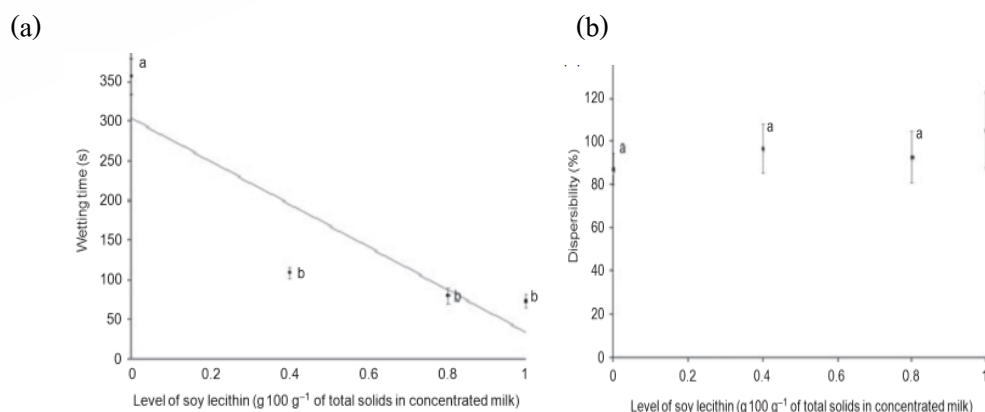 (a)
a
350
300
250
200
150
100
50
0
Wetting time (s)
b
b
b
0
0.2
0.4
0.6
0.8
1
Level of soy lecithin (g 100 g⁻¹ of total solids in concentrated milk)
(b)
120
100
80
60
40
20
0
Dispersibility (%)
a
a
a
0
0.2
0.4
0.6
0.8
1
Level of soy lecithin (g 100 g⁻¹ of total solids in concentrated milk)